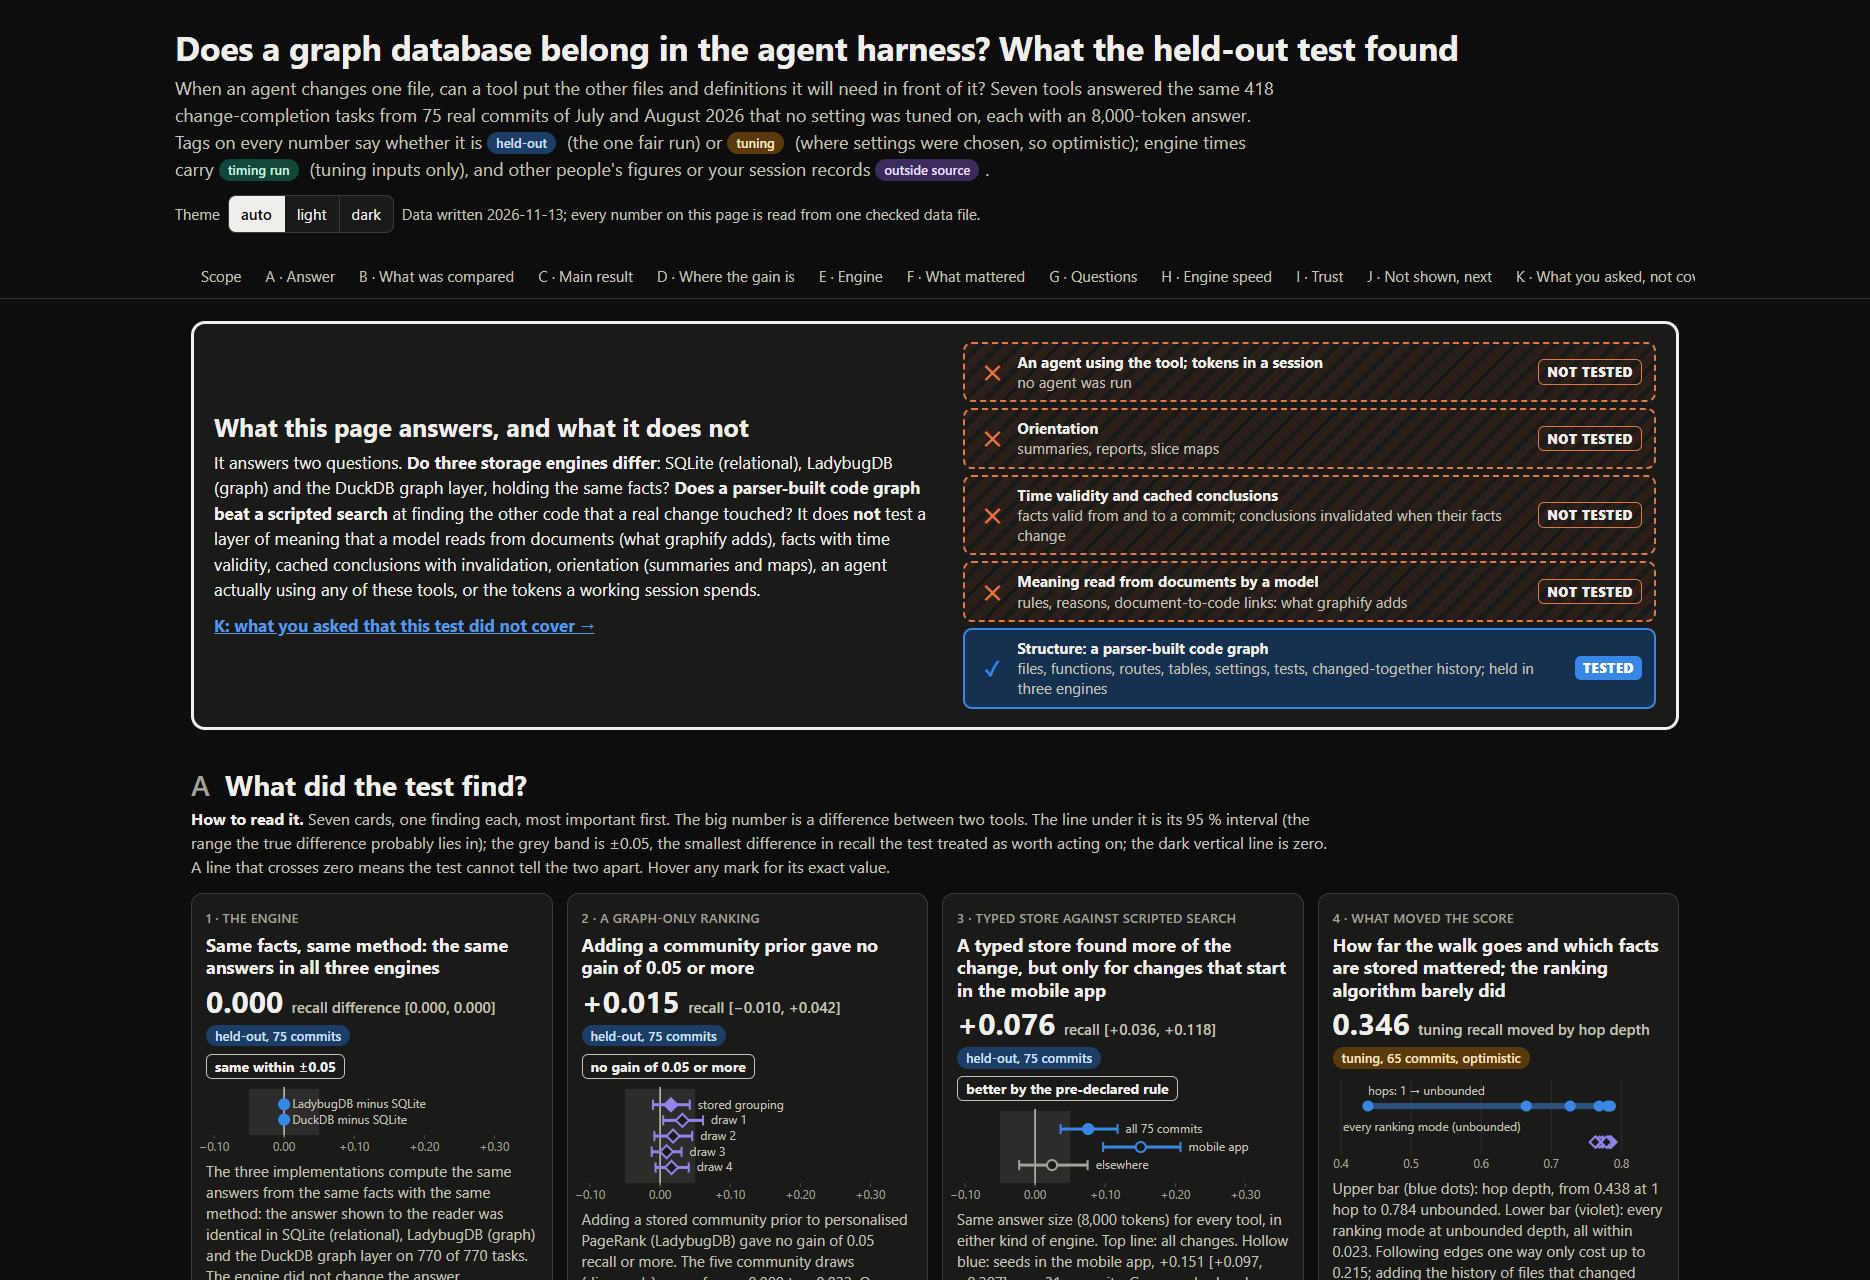 Does a graph database belong in the agent harness? What the held-out test found
When an agent changes one file, can a tool put the other files and definitions it will need in front of it? Seven tools answered the same 418
change-completion tasks from 75 real commits of July and August 2026 that no setting was tuned on, each with an 8,000-token answer.
Tags on every number say whether it is held-out (the one fair run) or tuning (where settings were chosen, so optimistic); engine times
carry timing run (tuning inputs only), and other people's figures or your session records outside source .
Theme auto light dark Data written 2026-11-13; every number on this page is read from one checked data file.
Scope A · Answer B · What was compared C · Main result D · Where the gain is E · Engine F · What mattered G · Questions H · Engine speed I · Trust J · Not shown, next K · What you asked, not cov
What this page answers, and what it does not
It answers two questions. Do three storage engines differ: SQLite (relational), LadybugDB
(graph) and the DuckDB graph layer, holding the same facts? Does a parser-built code graph
beat a scripted search at finding the other code that a real change touched? It does not test a
layer of meaning that a model reads from documents (what graphify adds), facts with time
validity, cached conclusions with invalidation, orientation (summaries and maps), an agent
actually using any of these tools, or the tokens a working session spends.
K: what you asked that this test did not cover →
An agent using the tool; tokens in a session
no agent was run
NOT TESTED
Orientation
summaries, reports, slice maps
NOT TESTED
Time validity and cached conclusions
facts valid from and to a commit; conclusions invalidated when their facts
change
NOT TESTED
Meaning read from documents by a model
rules, reasons, document-to-code links: what graphify adds
NOT TESTED
Structure: a parser-built code graph
files, functions, routes, tables, settings, tests, changed-together history; held in
three engines
TESTED
A What did the test find?
How to read it. Seven cards, one finding each, most important first. The big number is a difference between two tools. The line under it is its 95 % interval (the
range the true difference probably lies in); the grey band is ±0.05, the smallest difference in recall the test treated as worth acting on; the dark vertical line is zero.
A line that crosses zero means the test cannot tell the two apart. Hover any mark for its exact value.
1 · THE ENGINE
Same facts, same method: the same
answers in all three engines
0.000 recall difference [0.000, 0.000]
held-out, 75 commits
same within ±0.05
LadybugDB minus SQLite
DuckDB minus SQLite
−0.10 0.00 +0.10 +0.20 +0.30
The three implementations compute the same
answers from the same facts with the same
method: the answer shown to the reader was
identical in SQLite (relational), LadybugDB (graph)
and the DuckDB graph layer on 770 of 770 tasks.
The engine did not change the answer.
2 · A GRAPH-ONLY RANKING
Adding a community prior gave no
gain of 0.05 or more
+0.015 recall [−0.010, +0.042]
held-out, 75 commits
no gain of 0.05 or more
stored grouping
draw 1
draw 2
draw 3
draw 4
−0.10 0.00 +0.10 +0.20 +0.30
Adding a stored community prior to personalised
PageRank (LadybugDB) gave no gain of 0.05
recall or more. The five community draws
3 · TYPED STORE AGAINST SCRIPTED SEARCH
A typed store found more of the
change, but only for changes that start
in the mobile app
+0.076 recall [+0.036, +0.118]
held-out, 75 commits
better by the pre-declared rule
all 75 commits
mobile app
elsewhere
−0.10 0.00 +0.10 +0.20 +0.30
Same answer size (8,000 tokens) for every tool, in
either kind of engine. Top line: all changes. Hollow
blue: seeds in the mobile app, +0.151 [+0.097,
4 · WHAT MOVED THE SCORE
How far the walk goes and which facts
are stored mattered; the ranking
algorithm barely did
0.346 tuning recall moved by hop depth
tuning, 65 commits, optimistic
hops: 1 → unbounded
every ranking mode (unbounded)
0.4 0.5 0.6 0.7 0.8
Upper bar (blue dots): hop depth, from 0.438 at 1
hop to 0.784 unbounded. Lower bar (violet): every
ranking mode at unbounded depth, all within
0.023. Following edges one way only cost up to
0.215; adding the history of files that changed